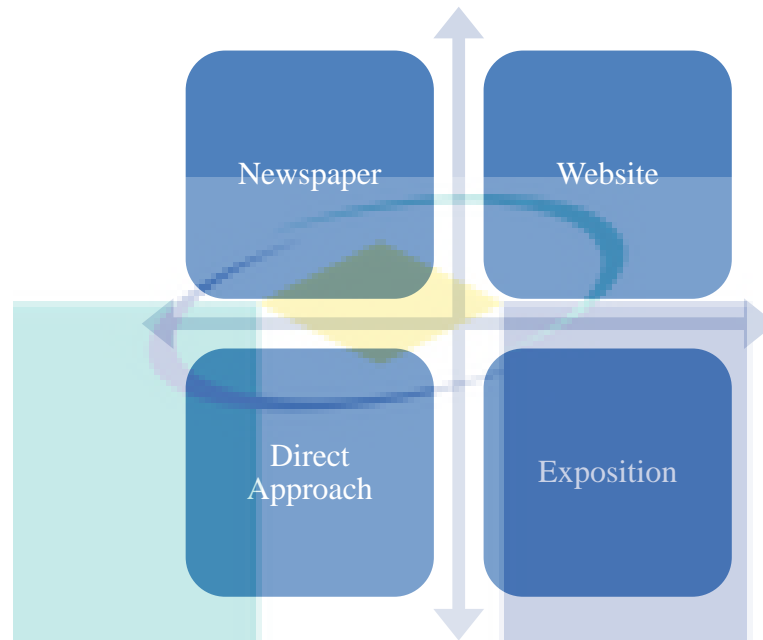 Newspaper
Website
Direct
Approach
Exposition